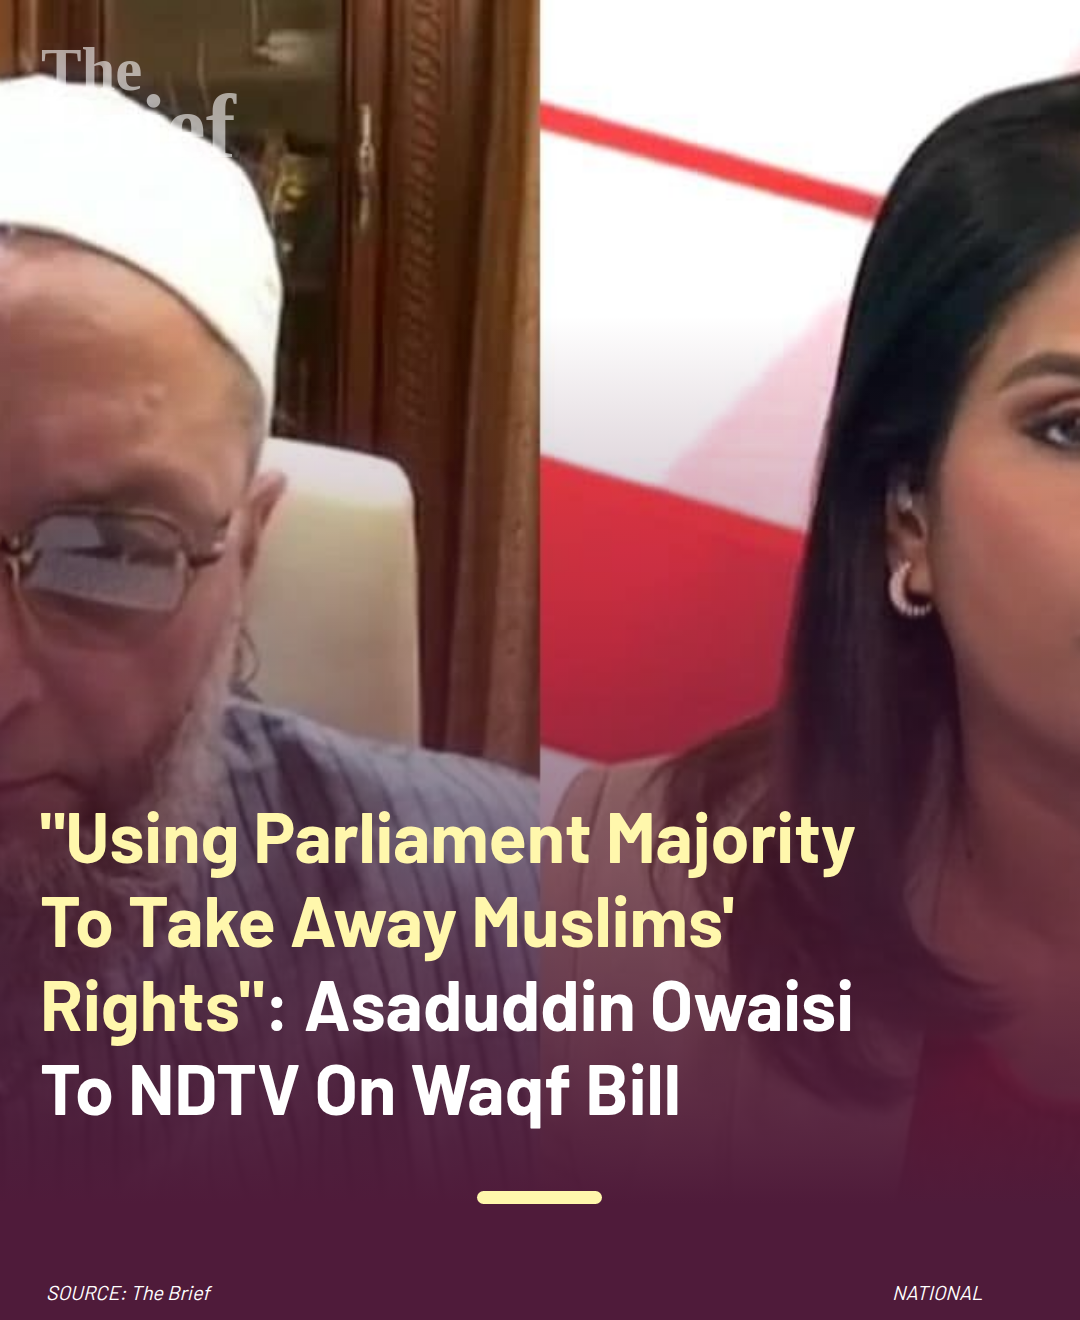 The
Brief
"Using Parliament Majority
To Take Away Muslims'
Rights": Asaduddin Owaisi
To NDTV On Waqf Bill
SOURCE: The Brief
NATIONAL